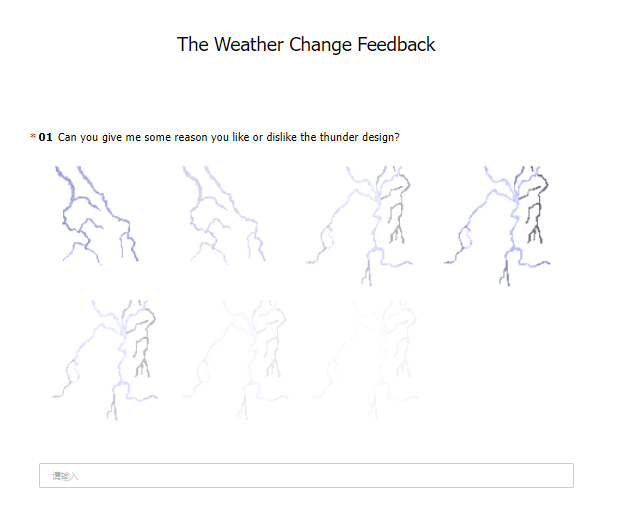 The Weather Change Feedback
* 01 Can you give me some reason you like or dislike the thunder design?
请输入